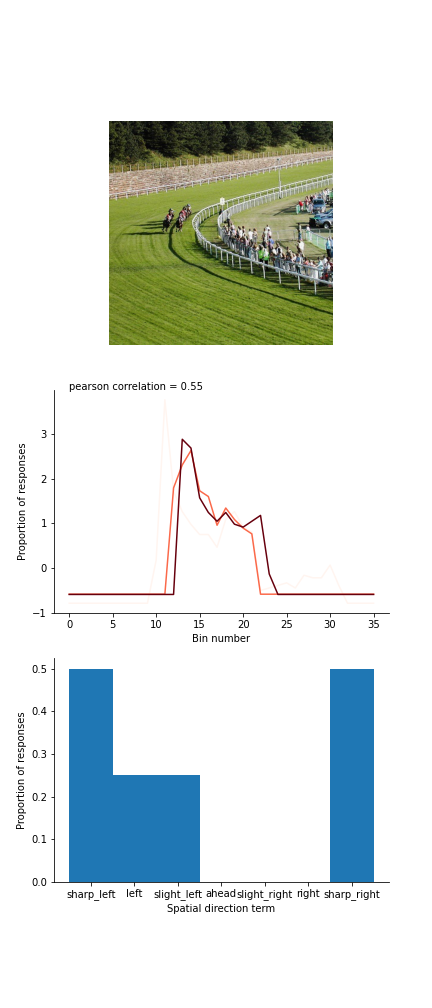 pearson correlation = 0.55
3
2
1
0
−1
Proportion of responses
0 5 10 15 20 25 30 35
Bin number
0.5
0.4
0.3
0.2
0.1
0.0
Proportion of responses
sharp_left left slight_left ahead slight_right right sharp_right
Spatial direction term